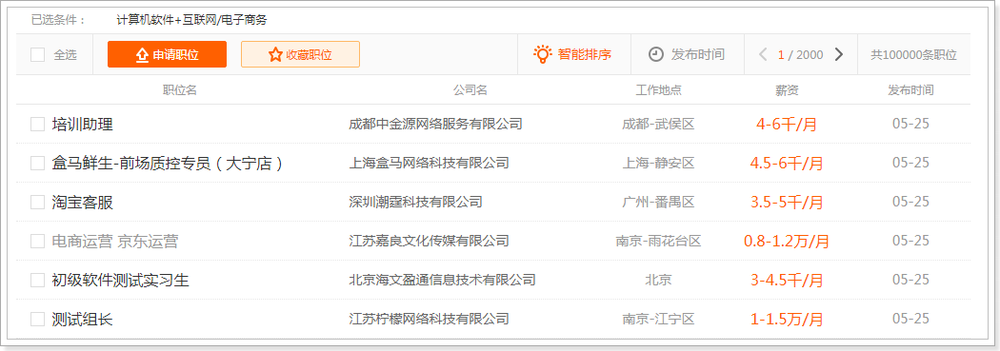 已选条件： 计算机软件+互联网/电子商务
全选 申请职位 收藏职位 智能排序 发布时间 1 / 2000 共100000条职位
职位名 公司名 工作地点 薪资 发布时间
培训助理 成都中金源网络服务有限公司 成都-武侯区 4-6千/月 05-25
盒马鲜生-前场质控专员（大宁店） 上海盒马网络科技有限公司 上海-静安区 4.5-6千/月 05-25
淘宝客服 深圳潮霆科技有限公司 广州-番禺区 3.5-5千/月 05-25
电商运营 京东运营 江苏嘉良文化传媒有限公司 南京-雨花台区 0.8-1.2万/月 05-25
初级软件测试实习生 北京海文盈通信息技术有限公司 北京 3-4.5千/月 05-25
测试组长 江苏柠檬网络科技有限公司 南京-江宁区 1-1.5万/月 05-25